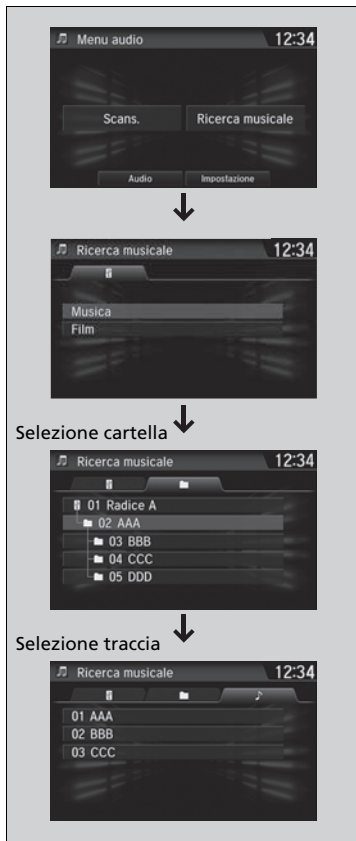 Menu audio 12:34
Scans. Ricerca musicale
Audio Impostazione
Ricerca musicale 12:34
Musica
Film
Selezione cartella
Ricerca musicale 12:34
01 Radice A
02 AAA
03 BBB
04 CCC
05 DDD
Selezione traccia
Ricerca musicale 12:34
01 AAA
02 BBB
03 CCC